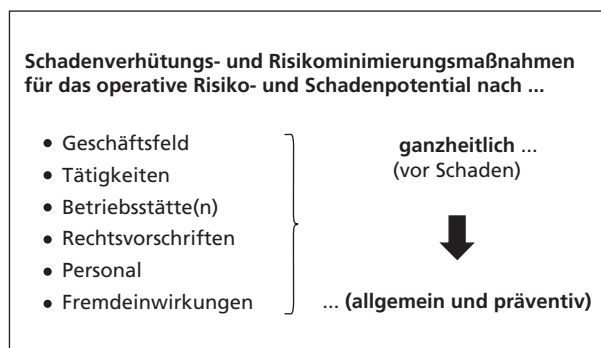 Schadenverhütungs- und Risikominimierungsmaßnahmen
für das operative Risiko- und Schadenpotential nach ...
• Geschäftsfeld
• Tätigkeiten
• Betriebsstätte(n)
• Rechtsvorschriften
• Personal
• Fremdeinwirkungen
ganzheitlich ...
(vor Schaden)
... (allgemein und präventiv)